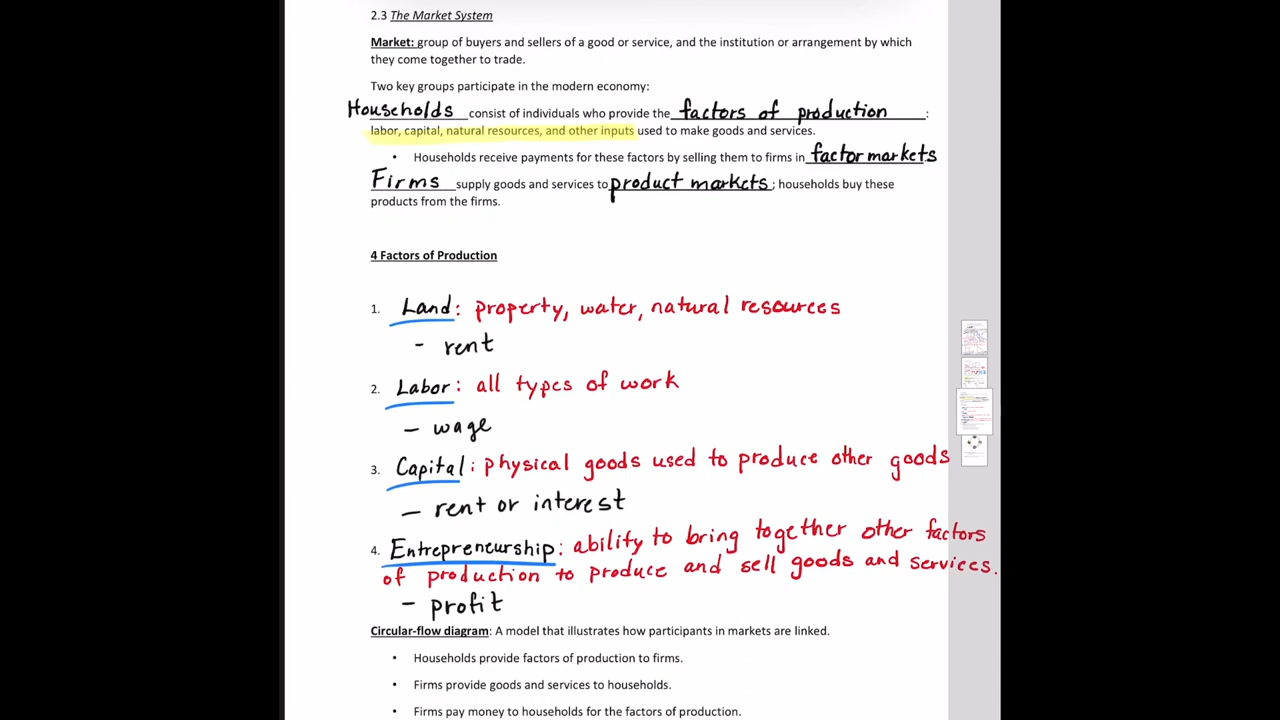 2.3 The Market System
Market: group of buyers and sellers of a good or service, and the institution or arrangement by which
they come together to trade.
Two key groups participate in the modern economy:
Households consist of individuals who provide the factors of production :
labor, capital, natural resources, and other inputs used to make goods and services.
• Households receive payments for these factors by selling them to firms in factor markets
Firms supply goods and services to product markets; households buy these
products from the firms.
4 Factors of Production
1. Land: property, water, natural resources
- rent
2. Labor: all types of work
- wage
3. Capital: physical goods used to produce other goods
- rent or interest
4. Entrepreneurship: ability to bring together other factors
of production to produce and sell goods and services.
- profit
Circular-flow diagram: A model that illustrates how participants in markets are linked.
• Households provide factors of production to firms.
• Firms provide goods and services to households.
• Firms pay money to households for the factors of production.